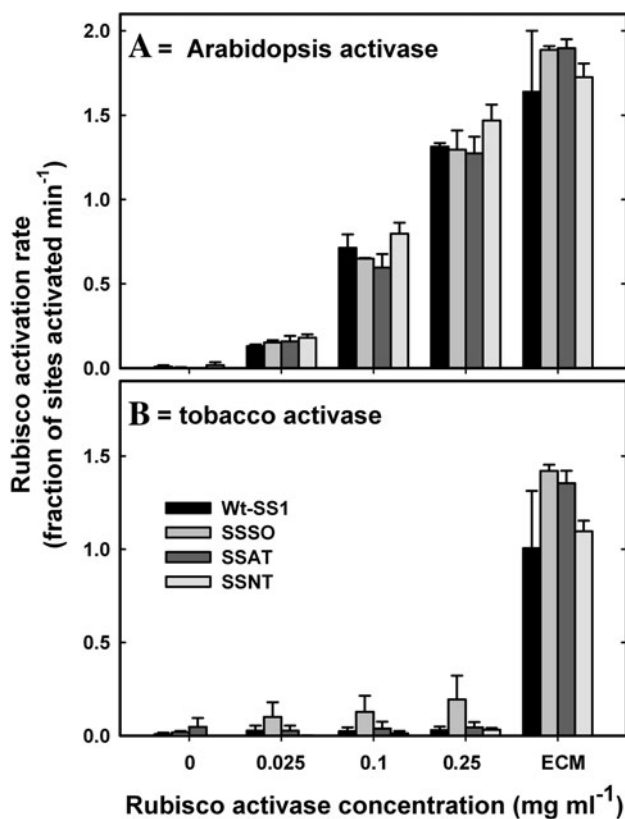 Rubisco activation rate
(fraction of sites activated min⁻¹)
2.0
A = Arabidopsis activase
1.5
1.0
0.5
0.0
B = tobacco activase
1.5
Wt-SS1
SSSO
SSAT
SSNT
1.0
0.5
0.0
0 0.025 0.1 0.25 ECM
Rubisco activase concentration (mg ml⁻¹)